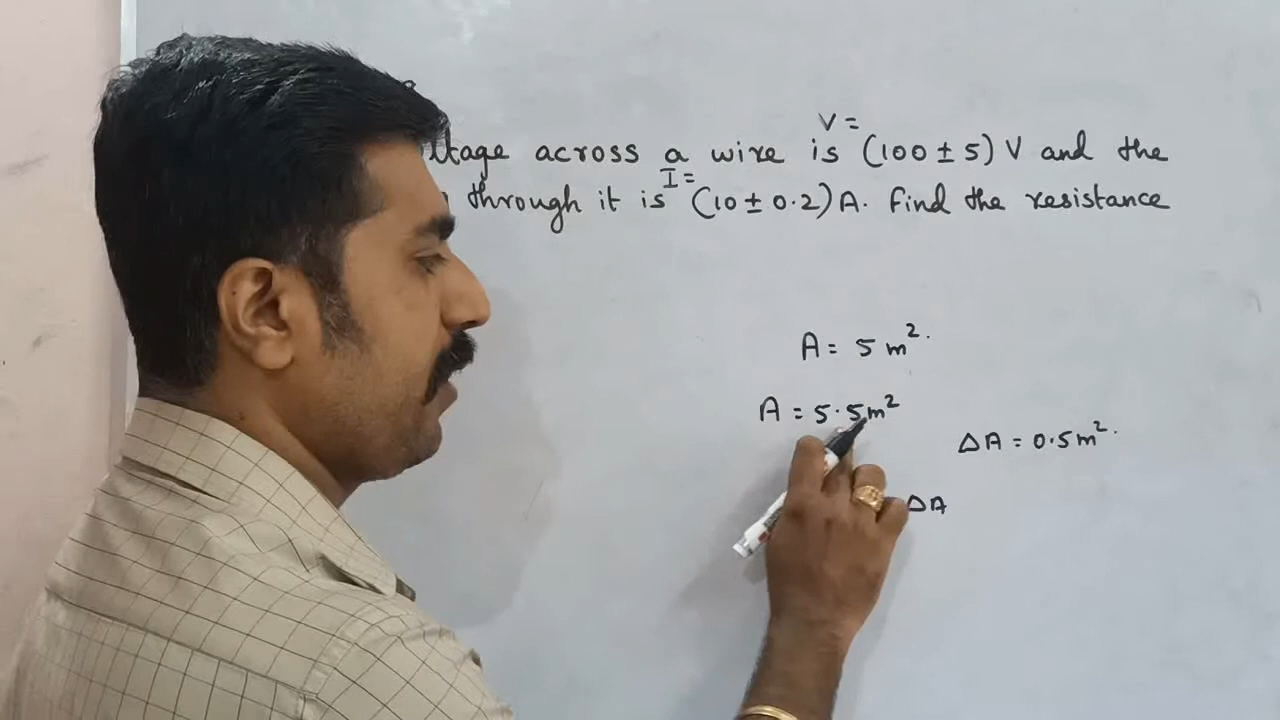 V =
across a wire is (100 ± 5) V and the
I =
through it is (10 ± 0.2) A. Find the resistance
A = 5 m².
A = 5.5 m²
ΔA = 0.5 m².
ΔA